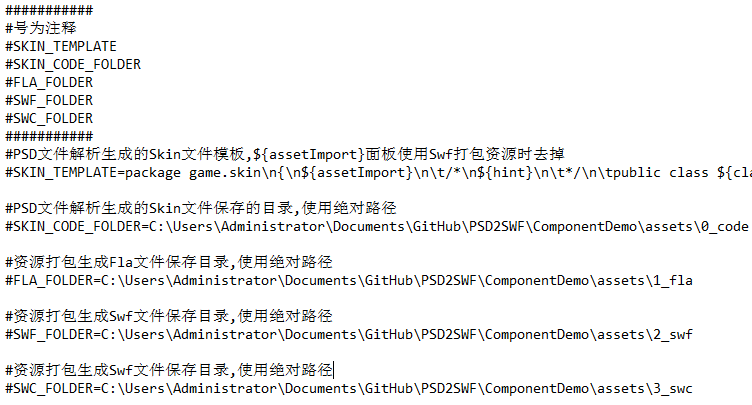 ###########
#号为注释
#SKIN_TEMPLATE
#SKIN_CODE_FOLDER
#FLA_FOLDER
#SWF_FOLDER
#SWC_FOLDER
###########
#PSD文件解析生成的Skin文件模板,${assetImport}面板使用Swf打包资源时去掉
#SKIN_TEMPLATE=package game.skin\n{\n${assetImport}\n\t/*\n${hint}\n\t*/\n\tpublic class ${cla
#PSD文件解析生成的Skin文件保存的目录,使用绝对路径
#SKIN_CODE_FOLDER=C:\Users\Administrator\Documents\GitHub\PSD2SWF\ComponentDemo\assets\0_code
#资源打包生成Fla文件保存目录,使用绝对路径
#FLA_FOLDER=C:\Users\Administrator\Documents\GitHub\PSD2SWF\ComponentDemo\assets\1_fla
#资源打包生成Swf文件保存目录,使用绝对路径
#SWF_FOLDER=C:\Users\Administrator\Documents\GitHub\PSD2SWF\ComponentDemo\assets\2_swf
#资源打包生成Swf文件保存目录,使用绝对路径
#SWC_FOLDER=C:\Users\Administrator\Documents\GitHub\PSD2SWF\ComponentDemo\assets\3_swc